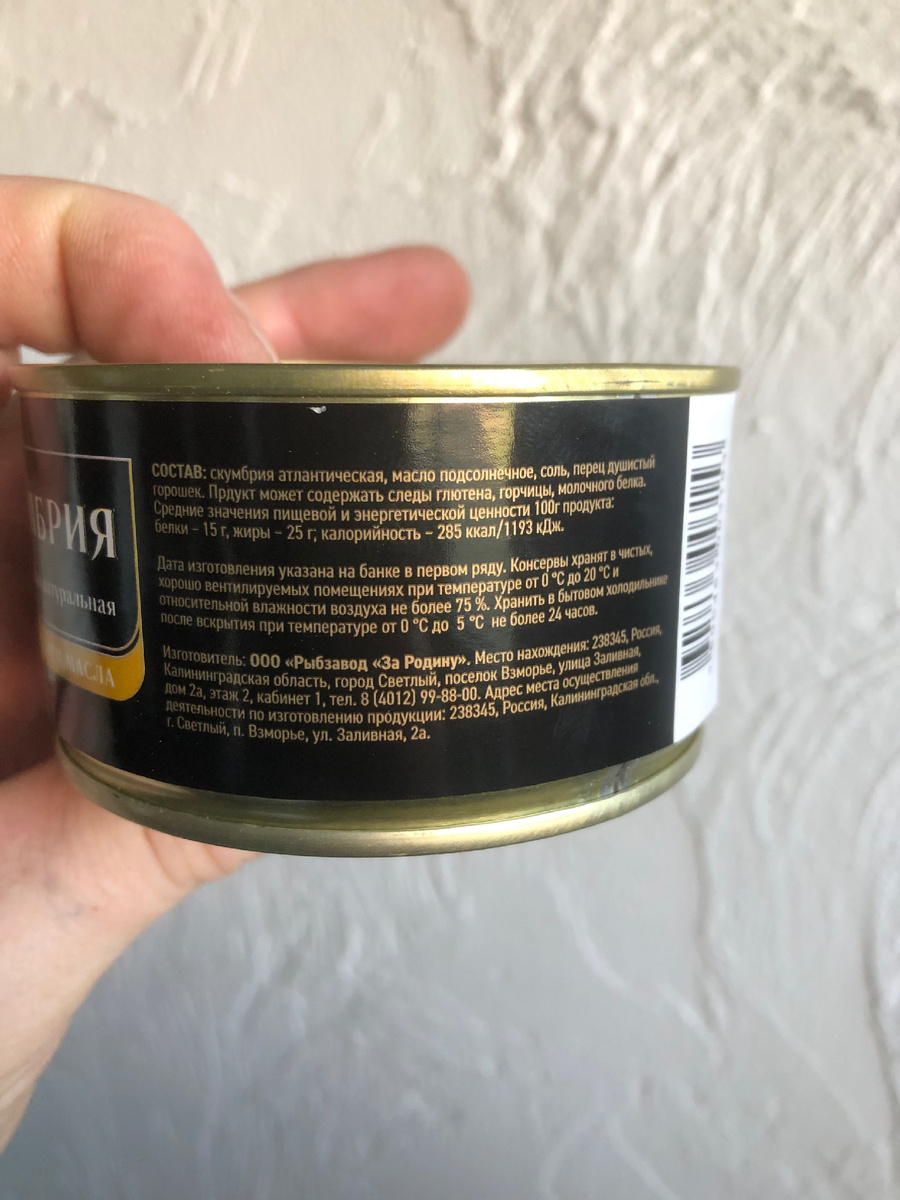 БРИЯ
натуральная
МАСЛА
СОСТАВ: скумбрия атлантическая, масло подсолнечное, соль, перец душистый
горошек. Прдукт может содержать следы глютена, горчицы, молочного белка.
Средние значения пищевой и энергетической ценности 100г продукта:
белки – 15 г, жиры – 25 г; калорийность – 285 ккал/1193 кДж.
Дата изготовления указана на банке в первом ряду. Консервы хранят в чистых,
хорошо вентилируемых помещениях при температуре от 0 °С до 20 °С и
относительной влажности воздуха не более 75 %. Хранить в бытовом холодильнике
после вскрытия при температуре от 0 °С до 5 °С не более 24 часов.
Изготовитель: ООО «Рыбзавод «За Родину». Место нахождения: 238345, Россия,
Калининградская область, город Светлый, поселок Взморье, улица Заливная,
дом 2а, этаж 2, кабинет 1, тел. 8 (4012) 99-88-00. Адрес места осуществления
деятельности по изготовлению продукции: 238345, Россия, Калининградская обл.,
г. Светлый, п. Взморье, ул. Заливная, 2а.